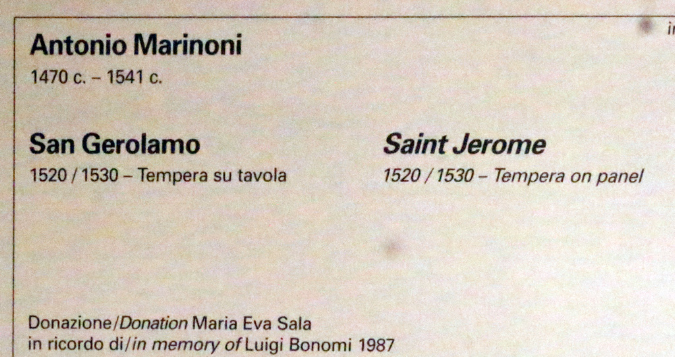 Antonio Marinoni
1470 c. – 1541 c.
San Gerolamo
1520 / 1530 – Tempera su tavola
Saint Jerome
1520 / 1530 – Tempera on panel
Donazione/Donation Maria Eva Sala
in ricordo di/in memory of Luigi Bonomi 1987